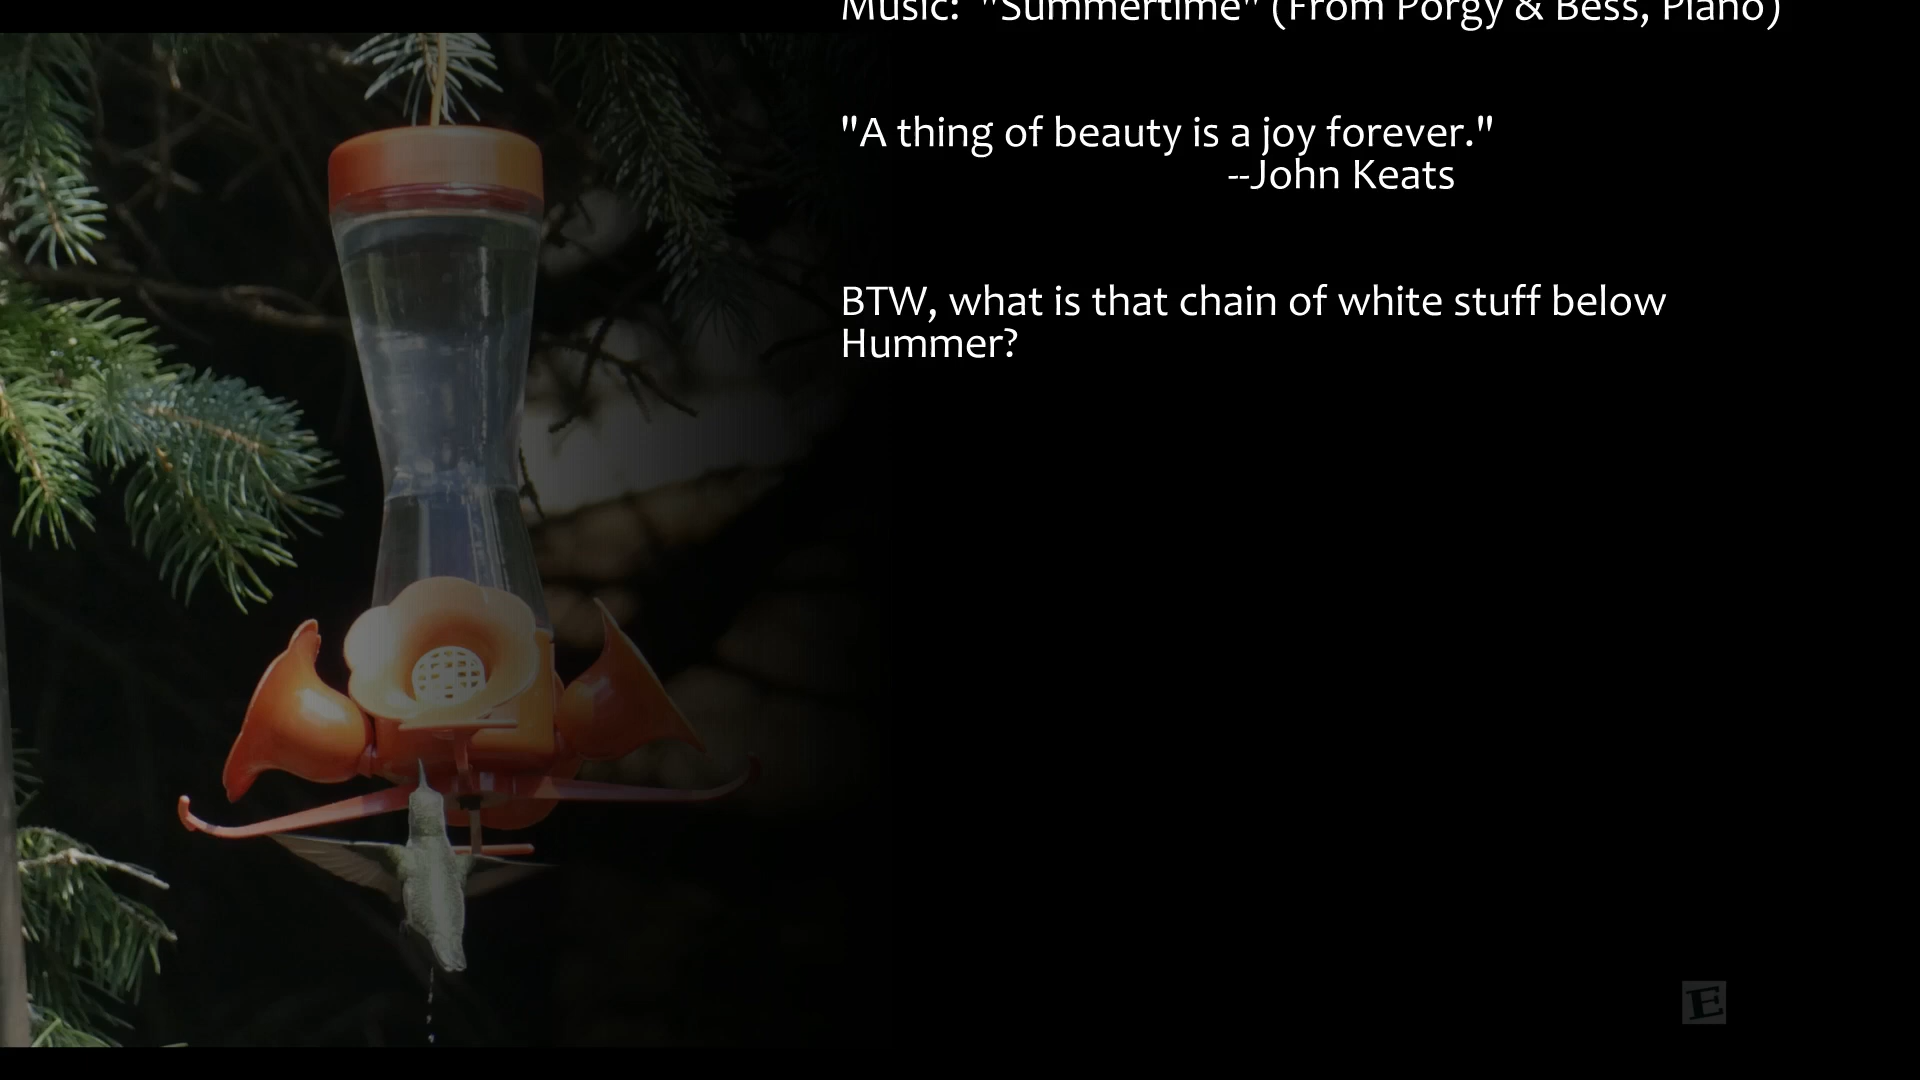 Music: "Summertime" (From Porgy & Bess, Piano)
"A thing of beauty is a joy forever."
--John Keats
BTW, what is that chain of white stuff below
Hummer?
E